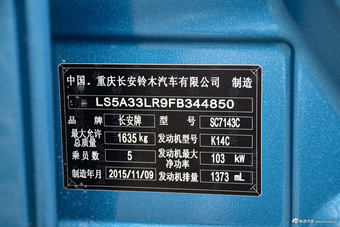 中国．重庆长安铃木汽车有限公司 制造
LS5A33LR9FB344850
品牌 长安牌 型号 SC7143C
最大允许总质量 1635 kg 发动机型号 K14C
乘员数 5 发动机最大净功率 103 kW
制造年月 2015/11/09 发动机排量 1373 mL